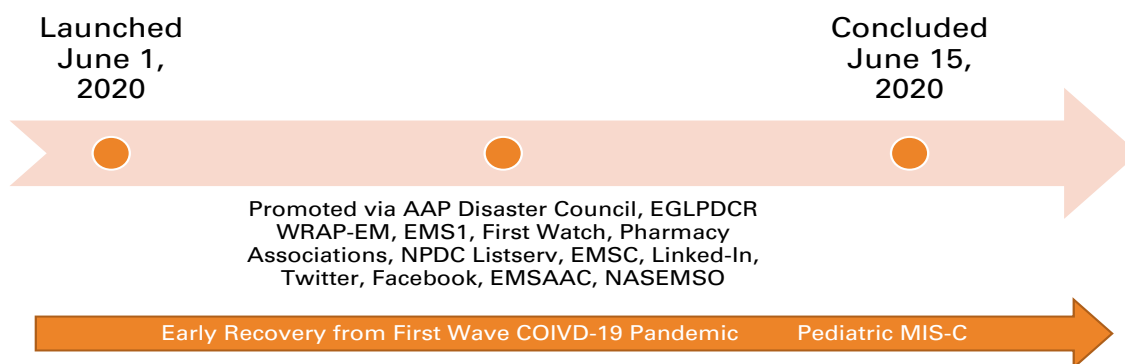 Launched
June 1,
2020
Concluded
June 15,
2020
Promoted via AAP Disaster Council, EGLPDCR
WRAP-EM, EMS1, First Watch, Pharmacy
Associations, NPDC Listserv, EMSC, Linked-In,
Twitter, Facebook, EMSAAC, NASEMSO
Early Recovery from First Wave COIVD-19 Pandemic
Pediatric MIS-C